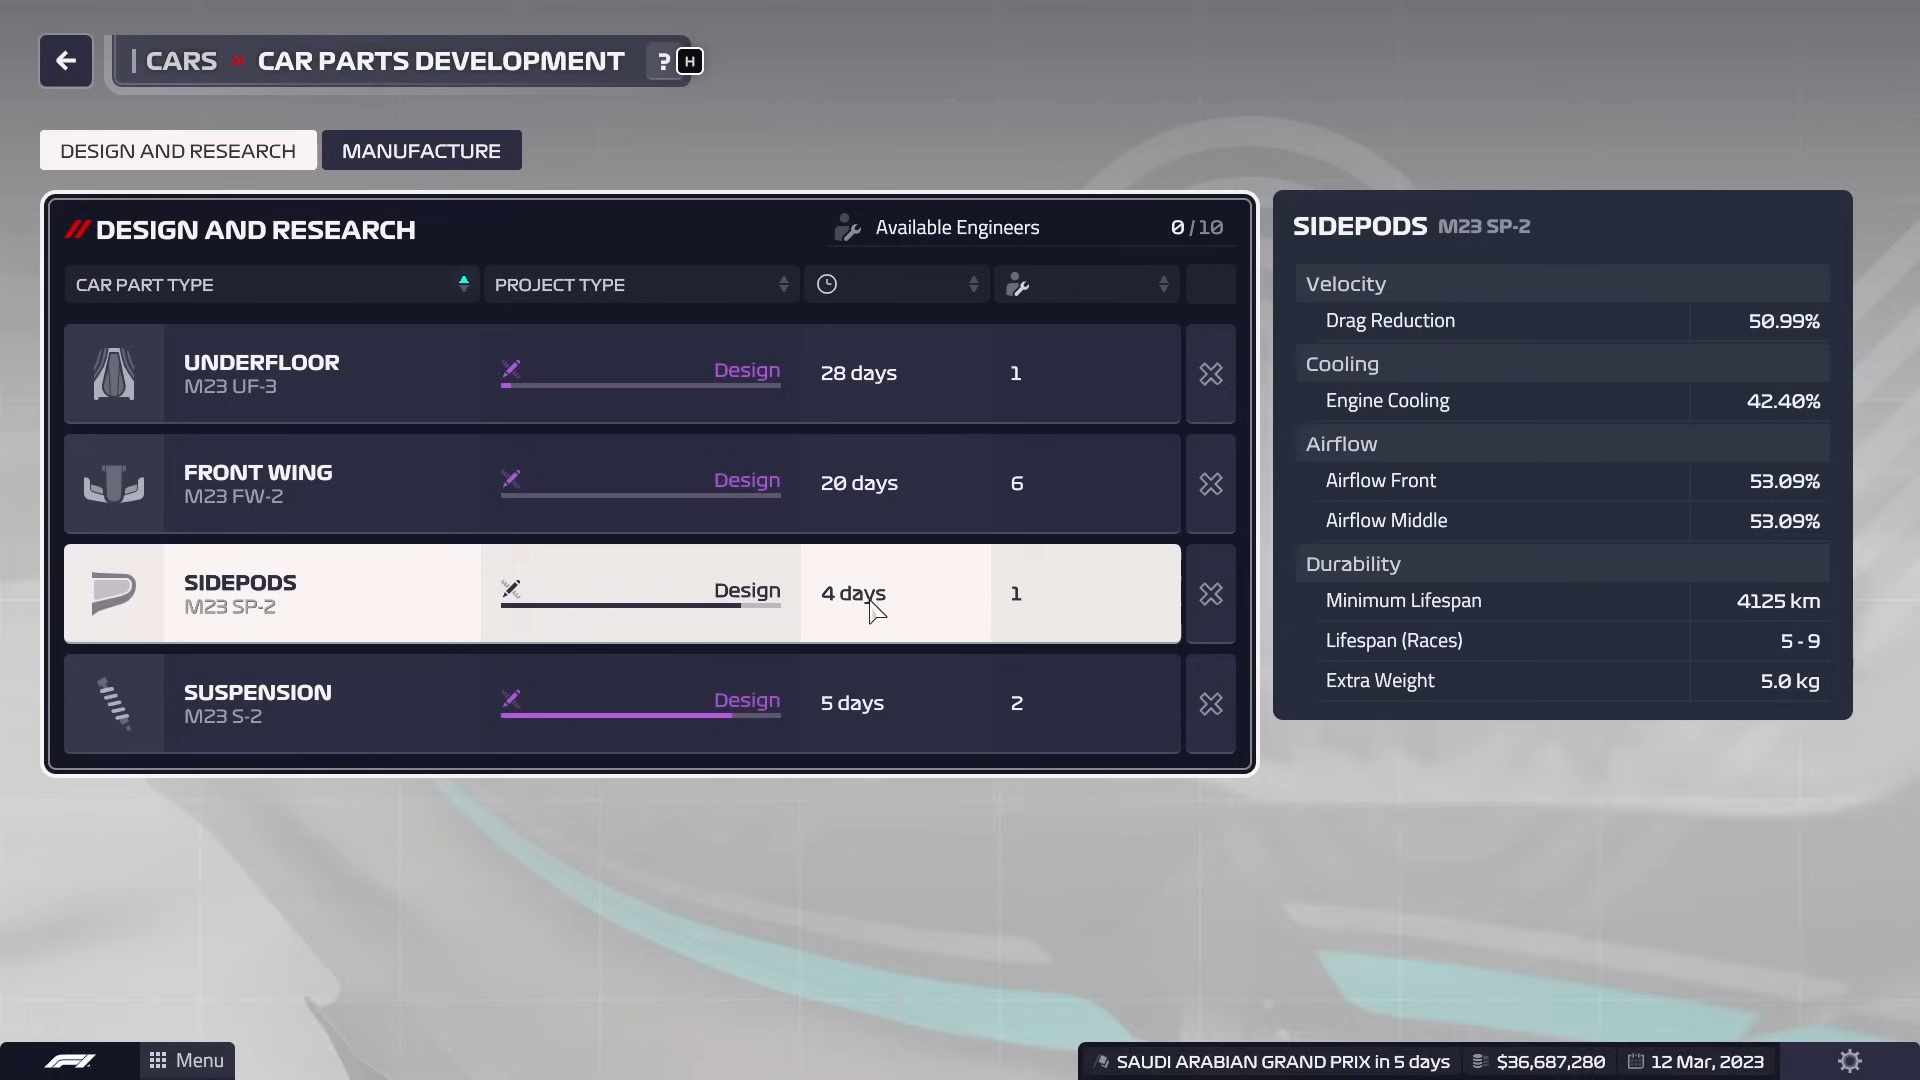 CARS » CAR PARTS DEVELOPMENT ? H
DESIGN AND RESEARCH
MANUFACTURE
// DESIGN AND RESEARCH
Available Engineers 0/10
CAR PART TYPE
PROJECT TYPE
UNDERFLOOR
M23 UF-3
Design
28 days
1
FRONT WING
M23 FW-2
Design
20 days
6
SIDEPODS
M23 SP-2
Design
4 days
1
SUSPENSION
M23 S-2
Design
5 days
2
SIDEPODS M23 SP-2
Velocity
Drag Reduction 50.99%
Cooling
Engine Cooling 42.40%
Airflow
Airflow Front 53.09%
Airflow Middle 53.09%
Durability
Minimum Lifespan 4125 km
Lifespan (Races) 5 - 9
Extra Weight 5.0 kg
F1
Menu
SAUDI ARABIAN GRAND PRIX in 5 days
$36,687,280
12 Mar, 2023